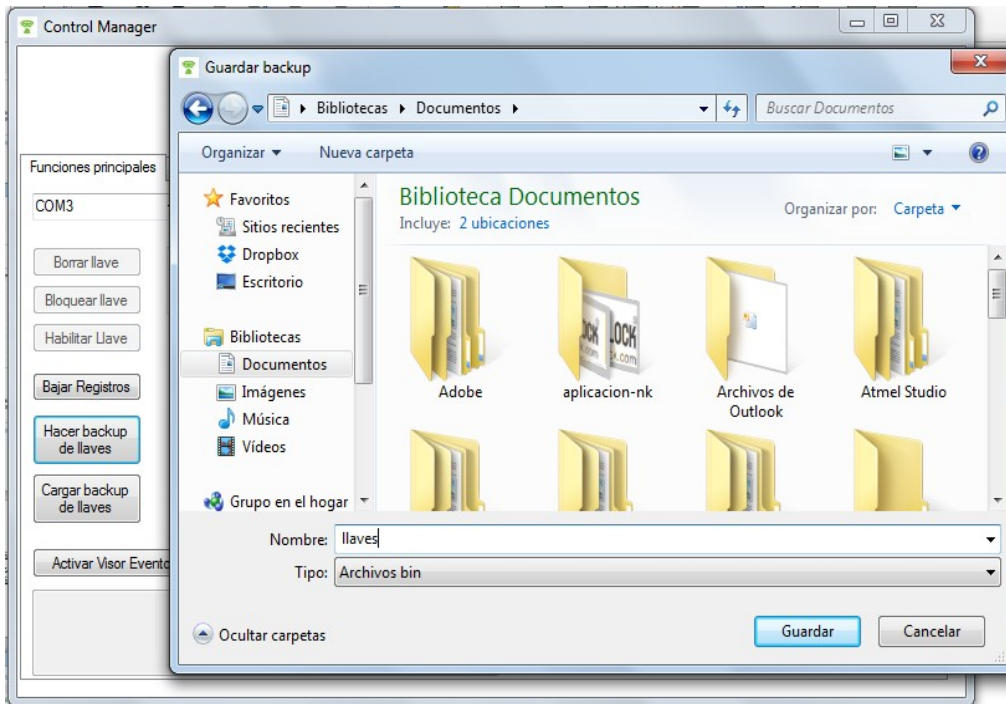 Control Manager
Guardar backup
Bibliotecas Documentos
Buscar Documentos
Organizar Nueva carpeta
Funciones principales
COM3
Borrar llave
Bloquear llave
Habilitar Llave
Bajar Registros
Hacer backup
de llaves
Cargar backup
de llaves
Activar Visor Evento
Favoritos
Sitios recientes
Dropbox
Escritorio
Bibliotecas
Documentos
Imágenes
Música
Vídeos
Grupo en el hogar
Biblioteca Documentos
Incluye: 2 ubicaciones
Organizar por: Carpeta
Adobe
aplicacion-nk
Archivos de
Outlook
Atmel Studio
Nombre: llaves
Tipo: Archivos bin
Ocultar carpetas
Guardar
Cancelar